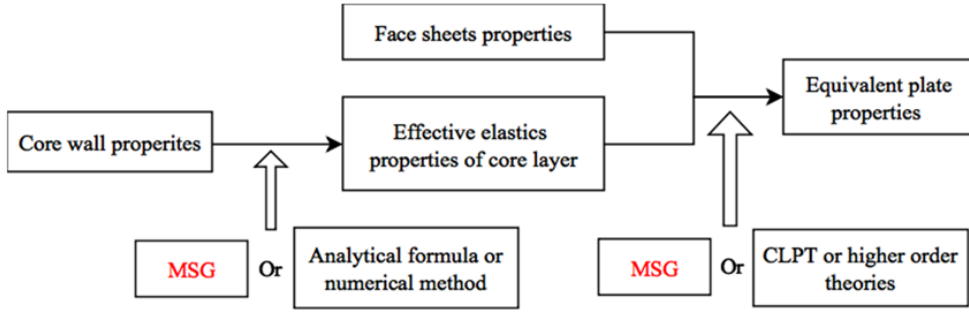 Face sheets properties
Equivalent plate
properties
Core wall properites
Effective elastics
properties of core layer
MSG
Or
Analytical formula or
numerical method
MSG
Or
CLPT or higher order
theories